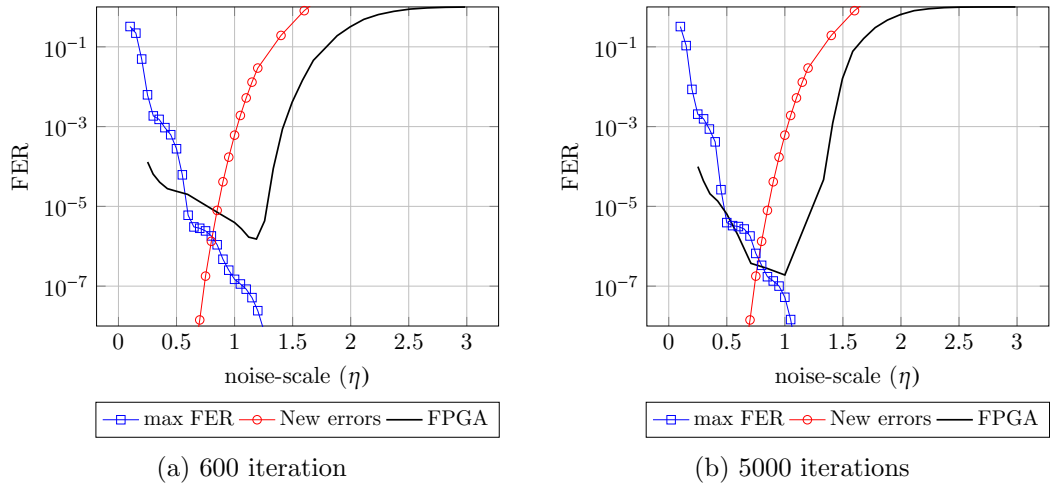 10^{-1}
10^{-3}
10^{-5}
10^{-7}
FER
0 0.5 1 1.5 2 2.5 3
noise-scale (η)
max FER New errors FPGA
(a) 600 iteration
10^{-1}
10^{-3}
10^{-5}
10^{-7}
FER
0 0.5 1 1.5 2 2.5 3
noise-scale (η)
max FER New errors FPGA
(b) 5000 iterations